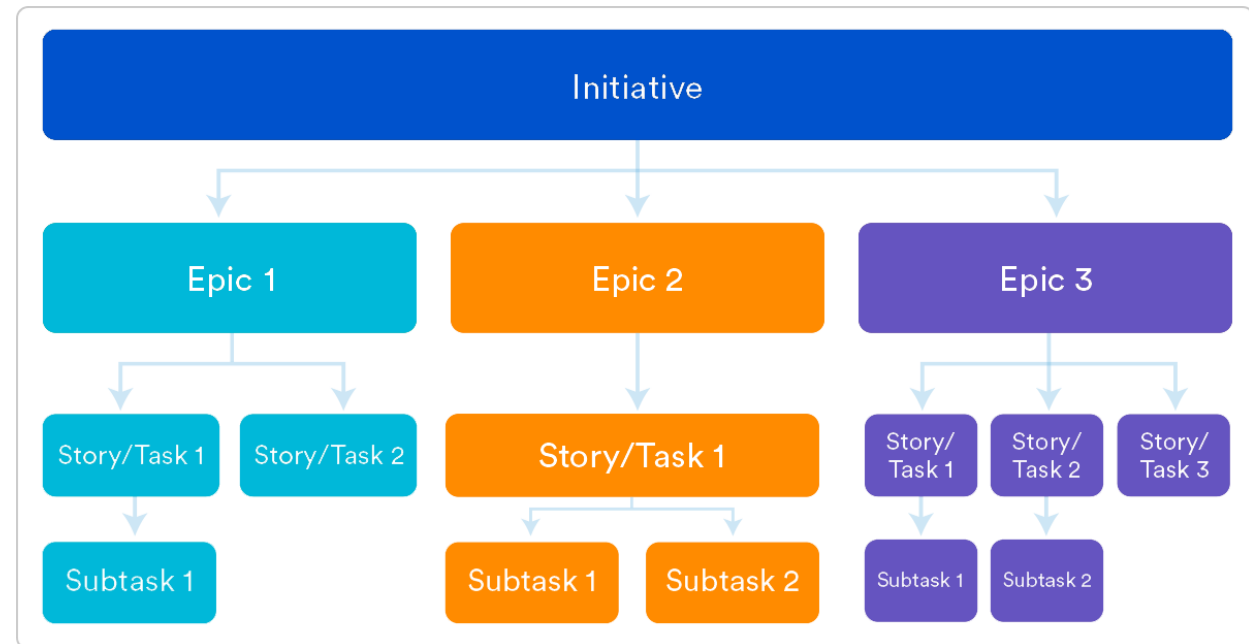 Initiative
Epic 1
Epic 2
Epic 3
Story/Task 1
Story/Task 2
Story/Task 1
Story/
Task 1
Story/
Task 2
Story/
Task 3
Subtask 1
Subtask 1
Subtask 2
Subtask 1
Subtask 2